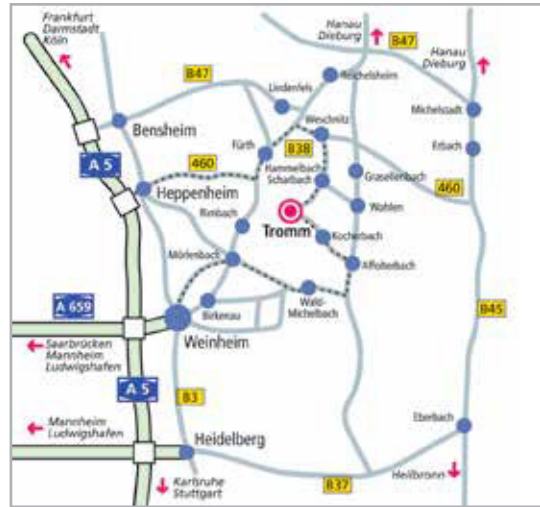 Frankfurt
Darmstadt
Köln
Hanau
Dieburg
B47
Hanau
Dieburg
B47
Reichelsheim
Lindenfels
Michelstadt
Bensheim
Weschnitz
Fürth
B38
Erbach
A 5
460
Hammelbach
Scharbach
Grasellenbach
460
Heppenheim
Rimbach
Wahlen
Tromm
Kocherbach
Mörlenbach
Affolterbach
A 659
Birkenau
Wald-
Michelbach
B45
Weinheim
Saarbrücken
Mannheim
Ludwigshafen
A 5
B3
Mannheim
Ludwigshafen
Eberbach
Heidelberg
Heilbronn
B37
Karlsruhe
Stuttgart